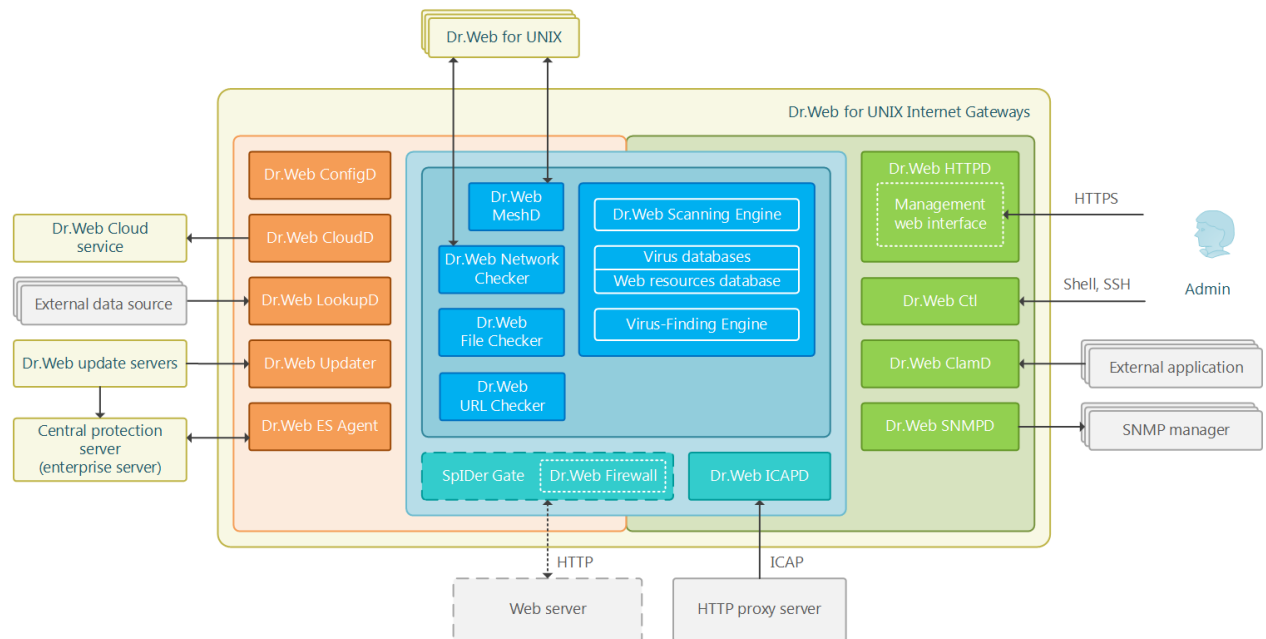 Dr.Web for UNIX
Dr.Web for UNIX Internet Gateways
Dr.Web ConfigD
Dr.Web CloudD
Dr.Web LookupD
Dr.Web Updater
Dr.Web ES Agent
Dr.Web Cloud
service
External data source
Dr.Web update servers
Central protection
server
(enterprise server)
Dr.Web
MeshD
Dr.Web Network
Checker
Dr.Web
File Checker
Dr.Web
URL Checker
Dr.Web Scanning Engine
Virus databases
Web resources database
Virus-Finding Engine
SpIDer Gate
Dr.Web Firewall
Dr.Web ICAPD
Dr.Web HTTPD
Management
web interface
Dr.Web Ctl
Dr.Web ClamD
Dr.Web SNMPD
HTTPS
Shell, SSH
Admin
External application
SNMP manager
HTTP
ICAP
Web server
HTTP proxy server